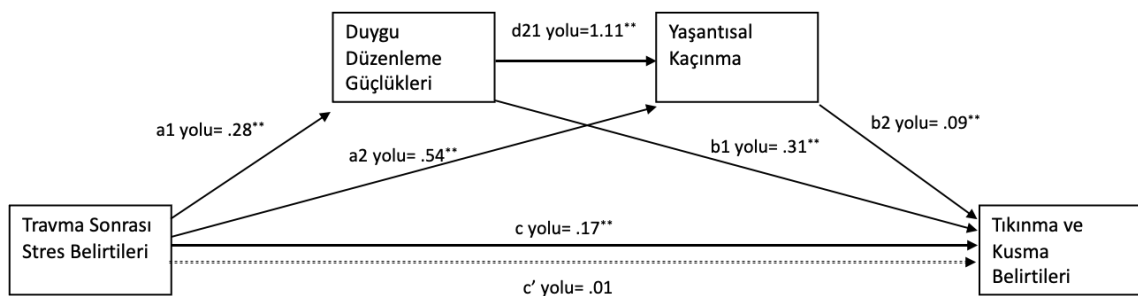 Duygu
Düzenleme
Güçlükleri
d21 yolu=1.11**
Yaşantısal
Kaçınma
a1 yolu= .28**
a2 yolu= .54**
b1 yolu= .31**
b2 yolu= .09**
Travma Sonrası
Stres Belirtileri
c yolu= .17**
c’ yolu= .01
Tıkınma ve
Kusma
Belirtileri